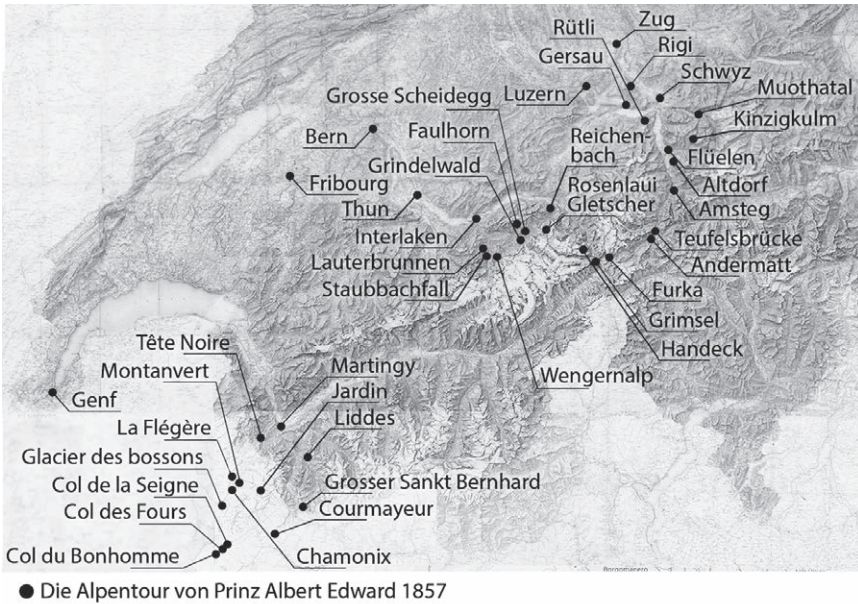 Zug
Rütli
Rigi
Gersau
Schwyz
Luzern
Muothatal
Grosse Scheidegg
Kinzigkulm
Bern
Faulhorn
Reichen-
bach
Flüelen
Grindelwald
Altdorf
Fribourg
Rosenlaui
Gletscher
Thun
Amsteg
Interlaken
Teufelsbrücke
Lauterbrunnen
Andermatt
Staubbachfall
Furka
Grimsel
Tête Noire
Handeck
Montanvert
Martingy
Wengernalp
Jardin
Genf
La Flégère
Liddes
Glacier des bossons
Grosser Sankt Bernhard
Col de la Seigne
Courmayeur
Col des Fours
Col du Bonhomme
Chamonix
Borgomanero
Die Alpentour von Prinz Albert Edward 1857